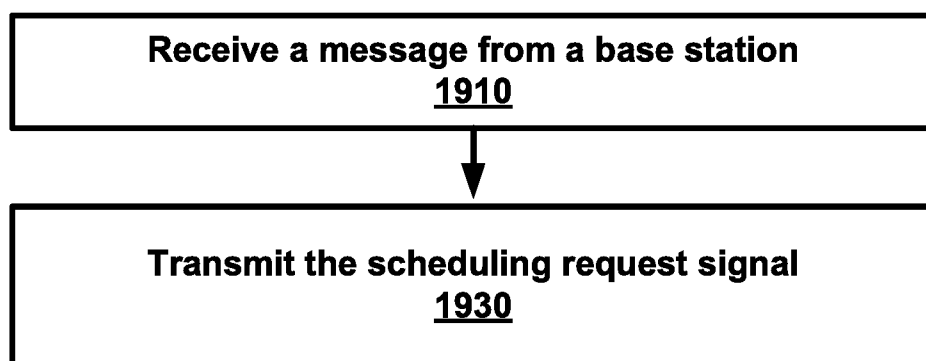 Receive a message from a base station
1910
Transmit the scheduling request signal
1930